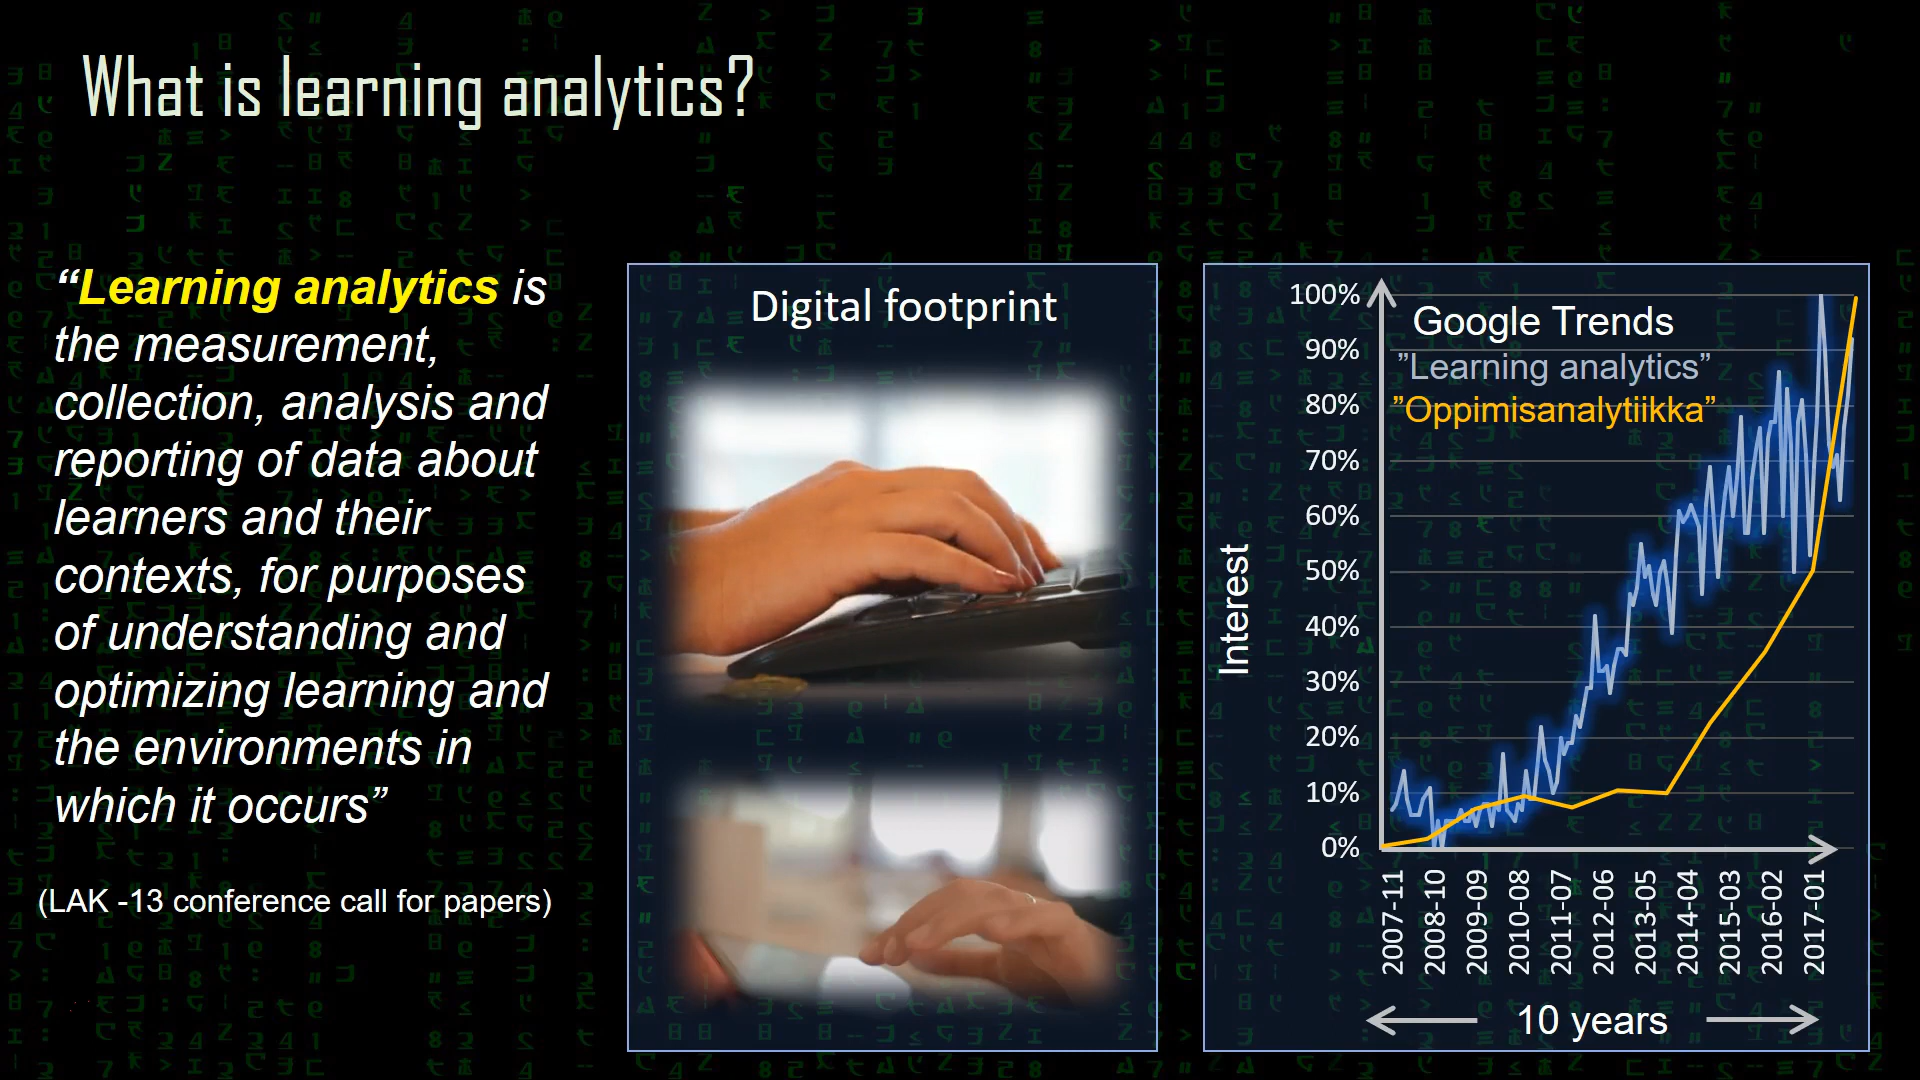 What is learning analytics?
“Learning analytics is
the measurement,
collection, analysis and
reporting of data about
learners and their
contexts, for purposes
of understanding and
optimizing learning and
the environments in
which it occurs”
(LAK -13 conference call for papers)
Digital footprint
Google Trends
”Learning analytics”
”Oppimisanalytiikka”
Interest
100%
90%
80%
70%
60%
50%
40%
30%
20%
10%
0%
2007-11
2008-10
2009-09
2010-08
2011-07
2012-06
2013-05
2014-04
2015-03
2016-02
2017-01
10 years